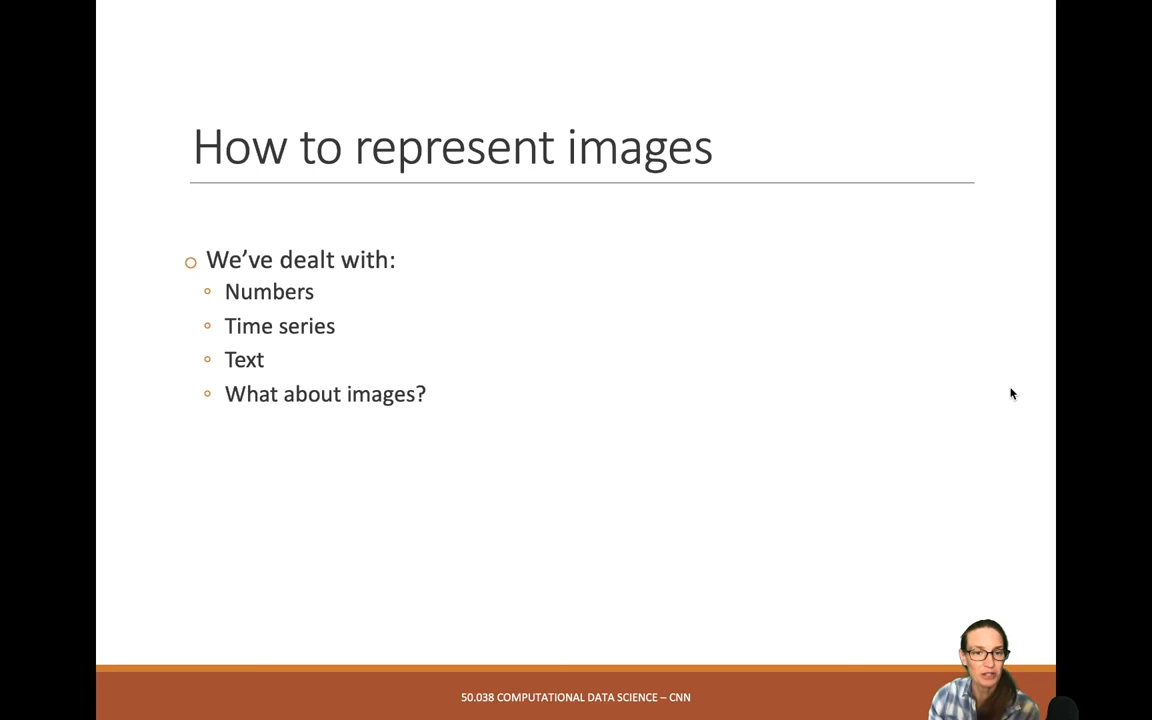 How to represent images
We've dealt with:
Numbers
Time series
Text
What about images?
50.038 COMPUTATIONAL DATA SCIENCE – CNN